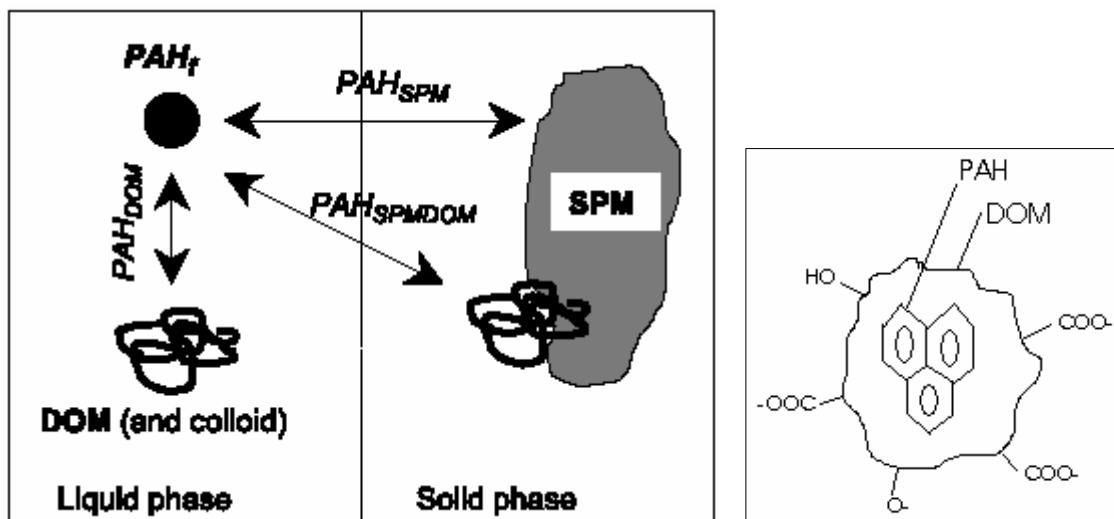 PAHf
PAHSPM
PAHDOM
PAHSPMDOM
SPM
DOM (and colloid)
Liquid phase
Solid phase
PAH
DOM
HO
COO-
-OOC
COO-
O-